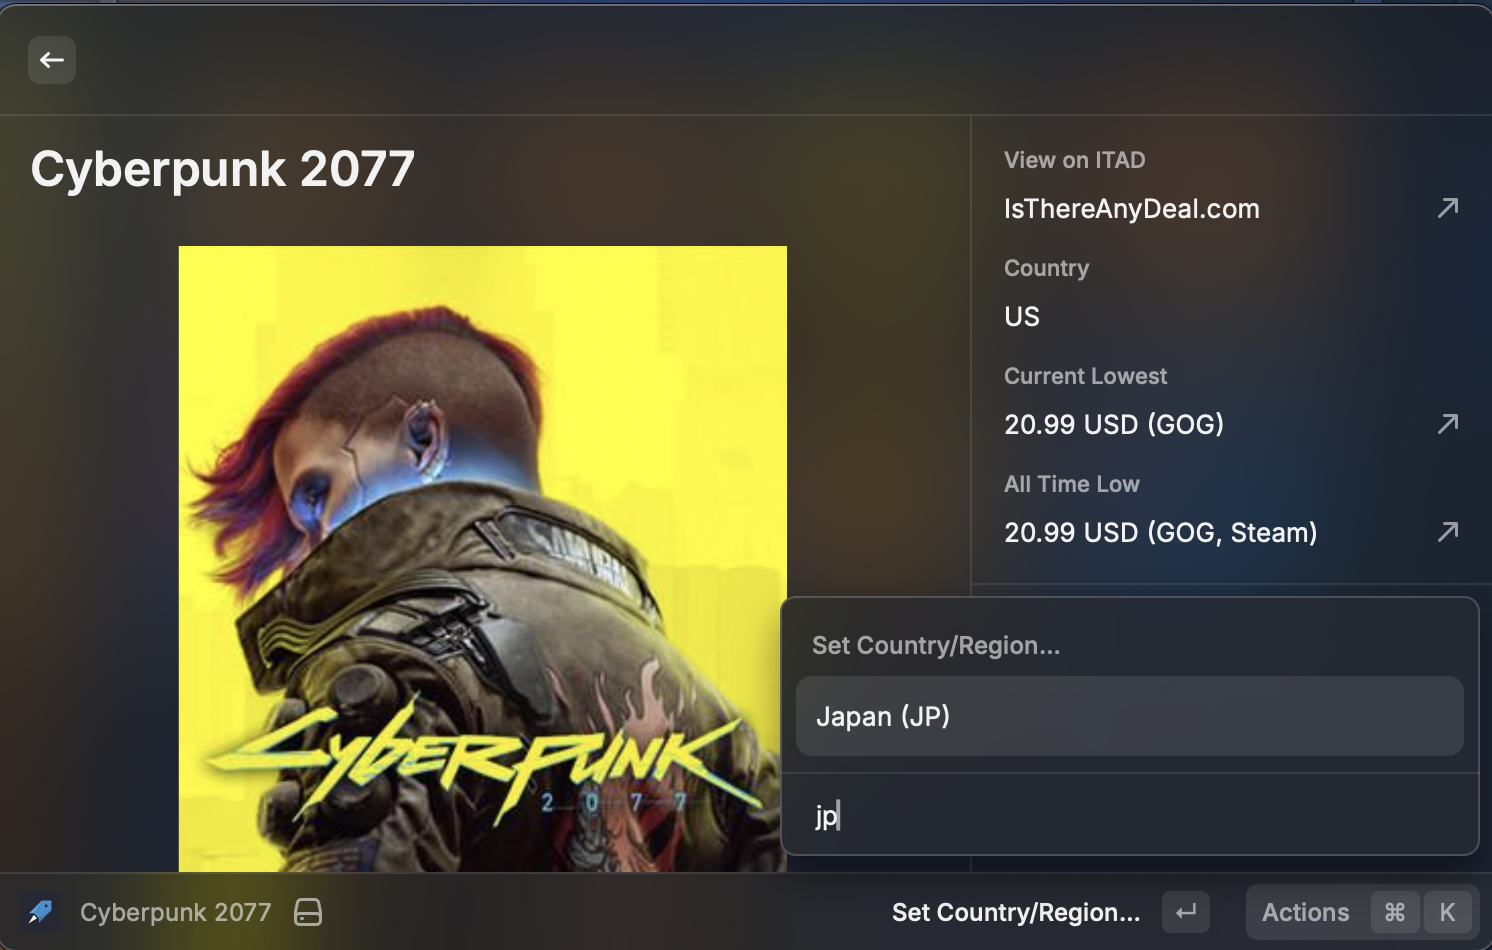 Cyberpunk 2077
View on ITAD
IsThereAnyDeal.com
Country
US
Current Lowest
20.99 USD (GOG)
All Time Low
20.99 USD (GOG, Steam)
CYBERPUNK
2077
Set Country/Region...
Japan (JP)
jp
Cyberpunk 2077
Set Country/Region...
Actions ⌘ K